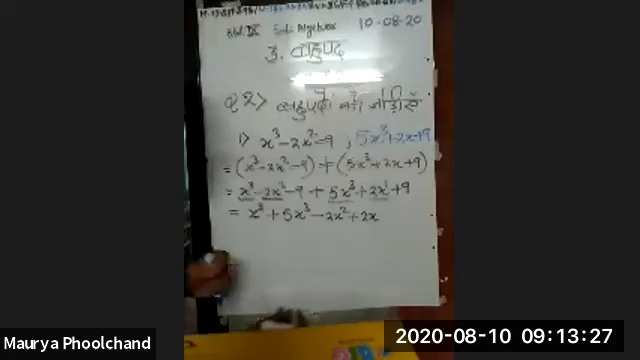 Std IX Sub:- Algebra 10-08-20
3. बहुपद
Q 2> बहुपदी की जोडीए
1) x³-2x²-9 ; 5x³+2x+9
= (x³-2x²-9) + (5x³+2x+9)
= x³-2x²-9 + 5x³+2x+9
= x³+5x³-2x²+2x
Maurya Phoolchand
2020-08-10 09:13:27